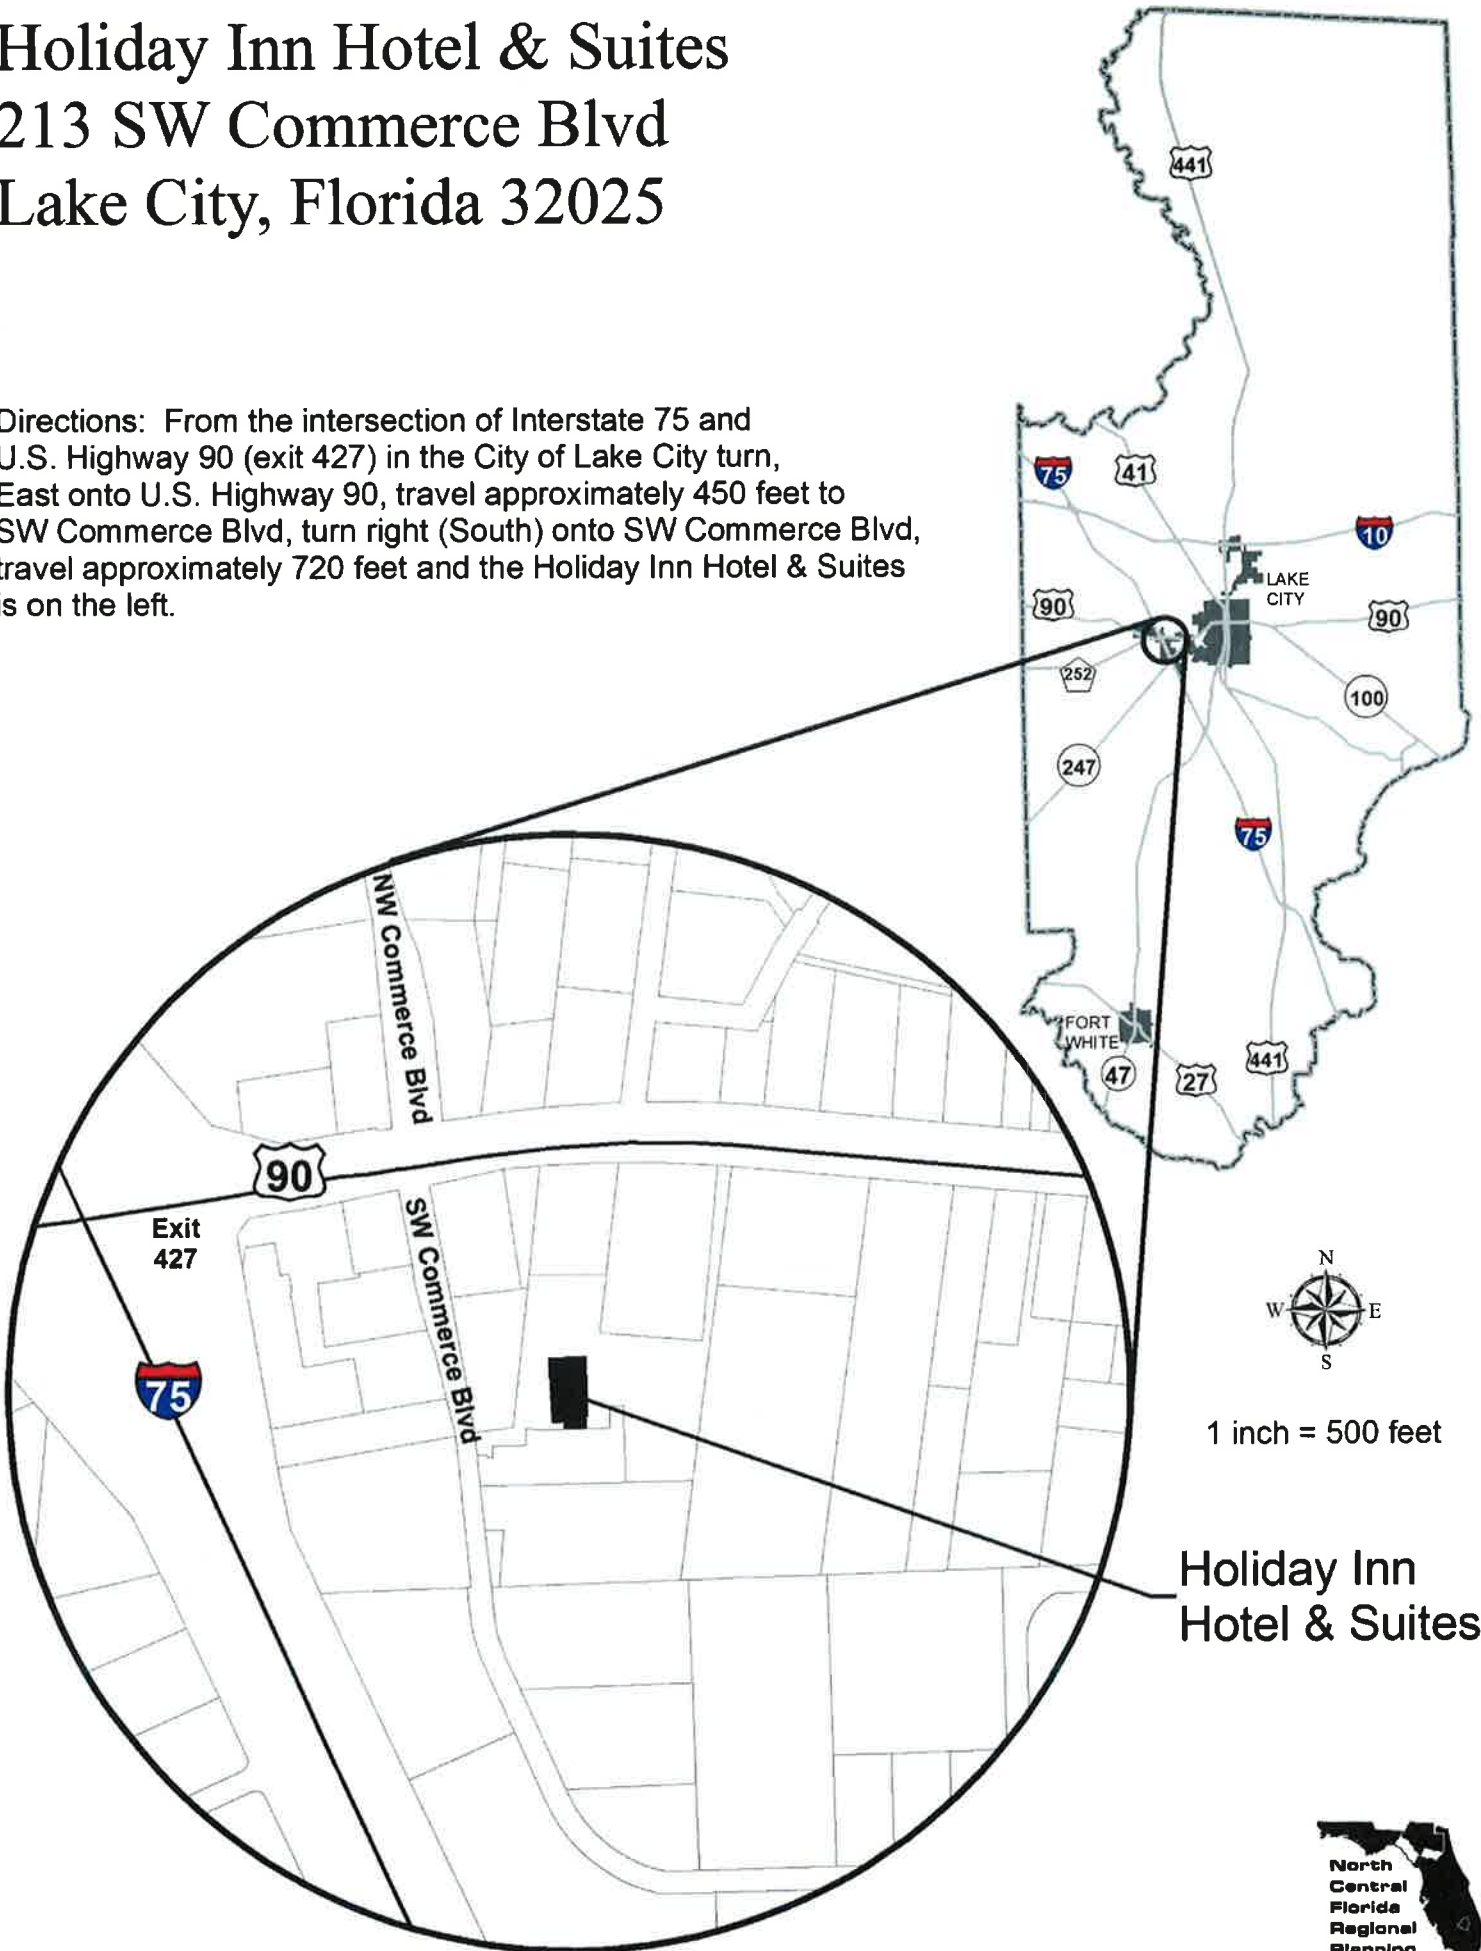 Holiday Inn Hotel & Suites
213 SW Commerce Blvd
Lake City, Florida 32025
Directions: From the intersection of Interstate 75 and
U.S. Highway 90 (exit 427) in the City of Lake City turn,
East onto U.S. Highway 90, travel approximately 450 feet to
SW Commerce Blvd, turn right (South) onto SW Commerce Blvd,
travel approximately 720 feet and the Holiday Inn Hotel & Suites
is on the left.
441
75
41
10
LAKE
CITY
90
90
252
100
247
75
FORT
WHITE
47
27
441
NW Commerce Blvd
90
Exit
427
SW Commerce Blvd
75
N
W
E
S
1 inch = 500 feet
Holiday Inn
Hotel & Suites
North
Central
Florida
Regional
Planning